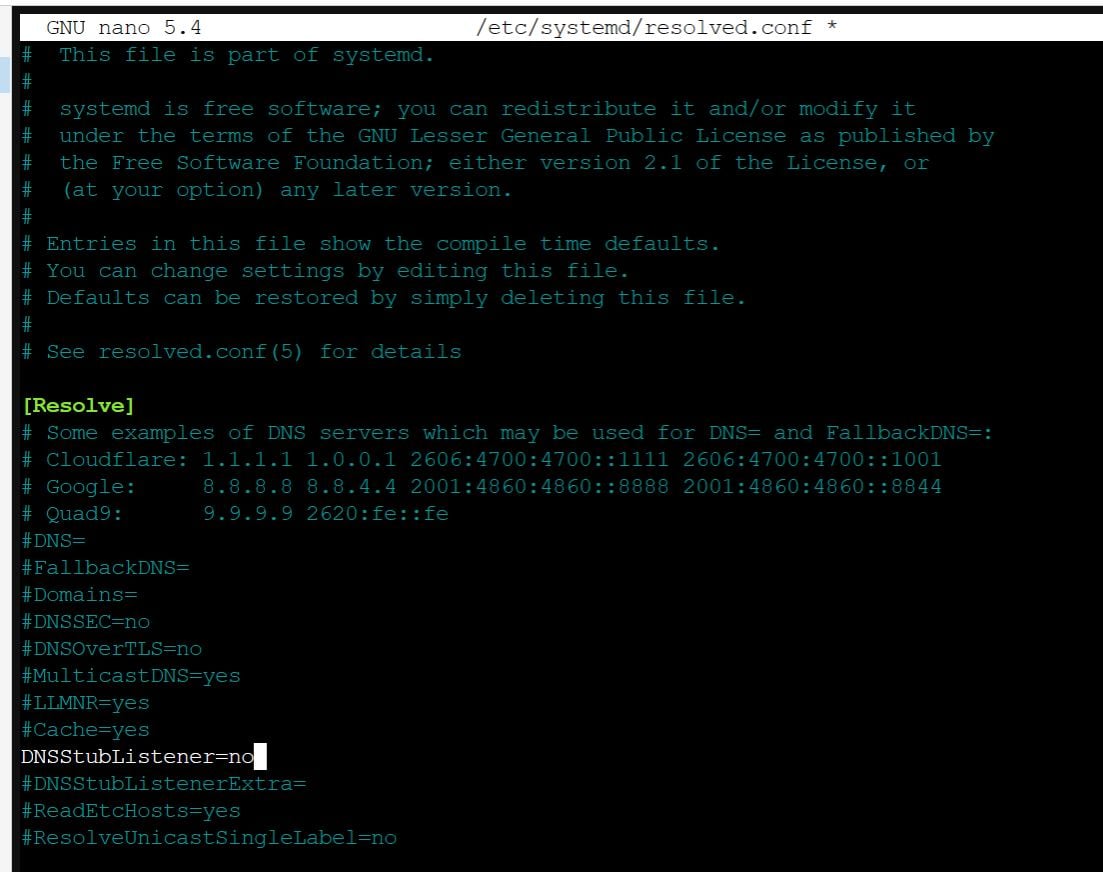 GNU nano 5.4 /etc/systemd/resolved.conf *
#  This file is part of systemd.
#
#  systemd is free software; you can redistribute it and/or modify it
#  under the terms of the GNU Lesser General Public License as published by
#  the Free Software Foundation; either version 2.1 of the License, or
#  (at your option) any later version.
#
# Entries in this file show the compile time defaults.
# You can change settings by editing this file.
# Defaults can be restored by simply deleting this file.
#
# See resolved.conf(5) for details
[Resolve]
# Some examples of DNS servers which may be used for DNS= and FallbackDNS=:
# Cloudflare: 1.1.1.1 1.0.0.1 2606:4700:4700::1111 2606:4700:4700::1001
# Google:     8.8.8.8 8.8.4.4 2001:4860:4860::8888 2001:4860:4860::8844
# Quad9:      9.9.9.9 2620:fe::fe
#DNS=
#FallbackDNS=
#Domains=
#DNSSEC=no
#DNSOverTLS=no
#MulticastDNS=yes
#LLMNR=yes
#Cache=yes
DNSStubListener=no
#DNSStubListenerExtra=
#ReadEtcHosts=yes
#ResolveUnicastSingleLabel=no